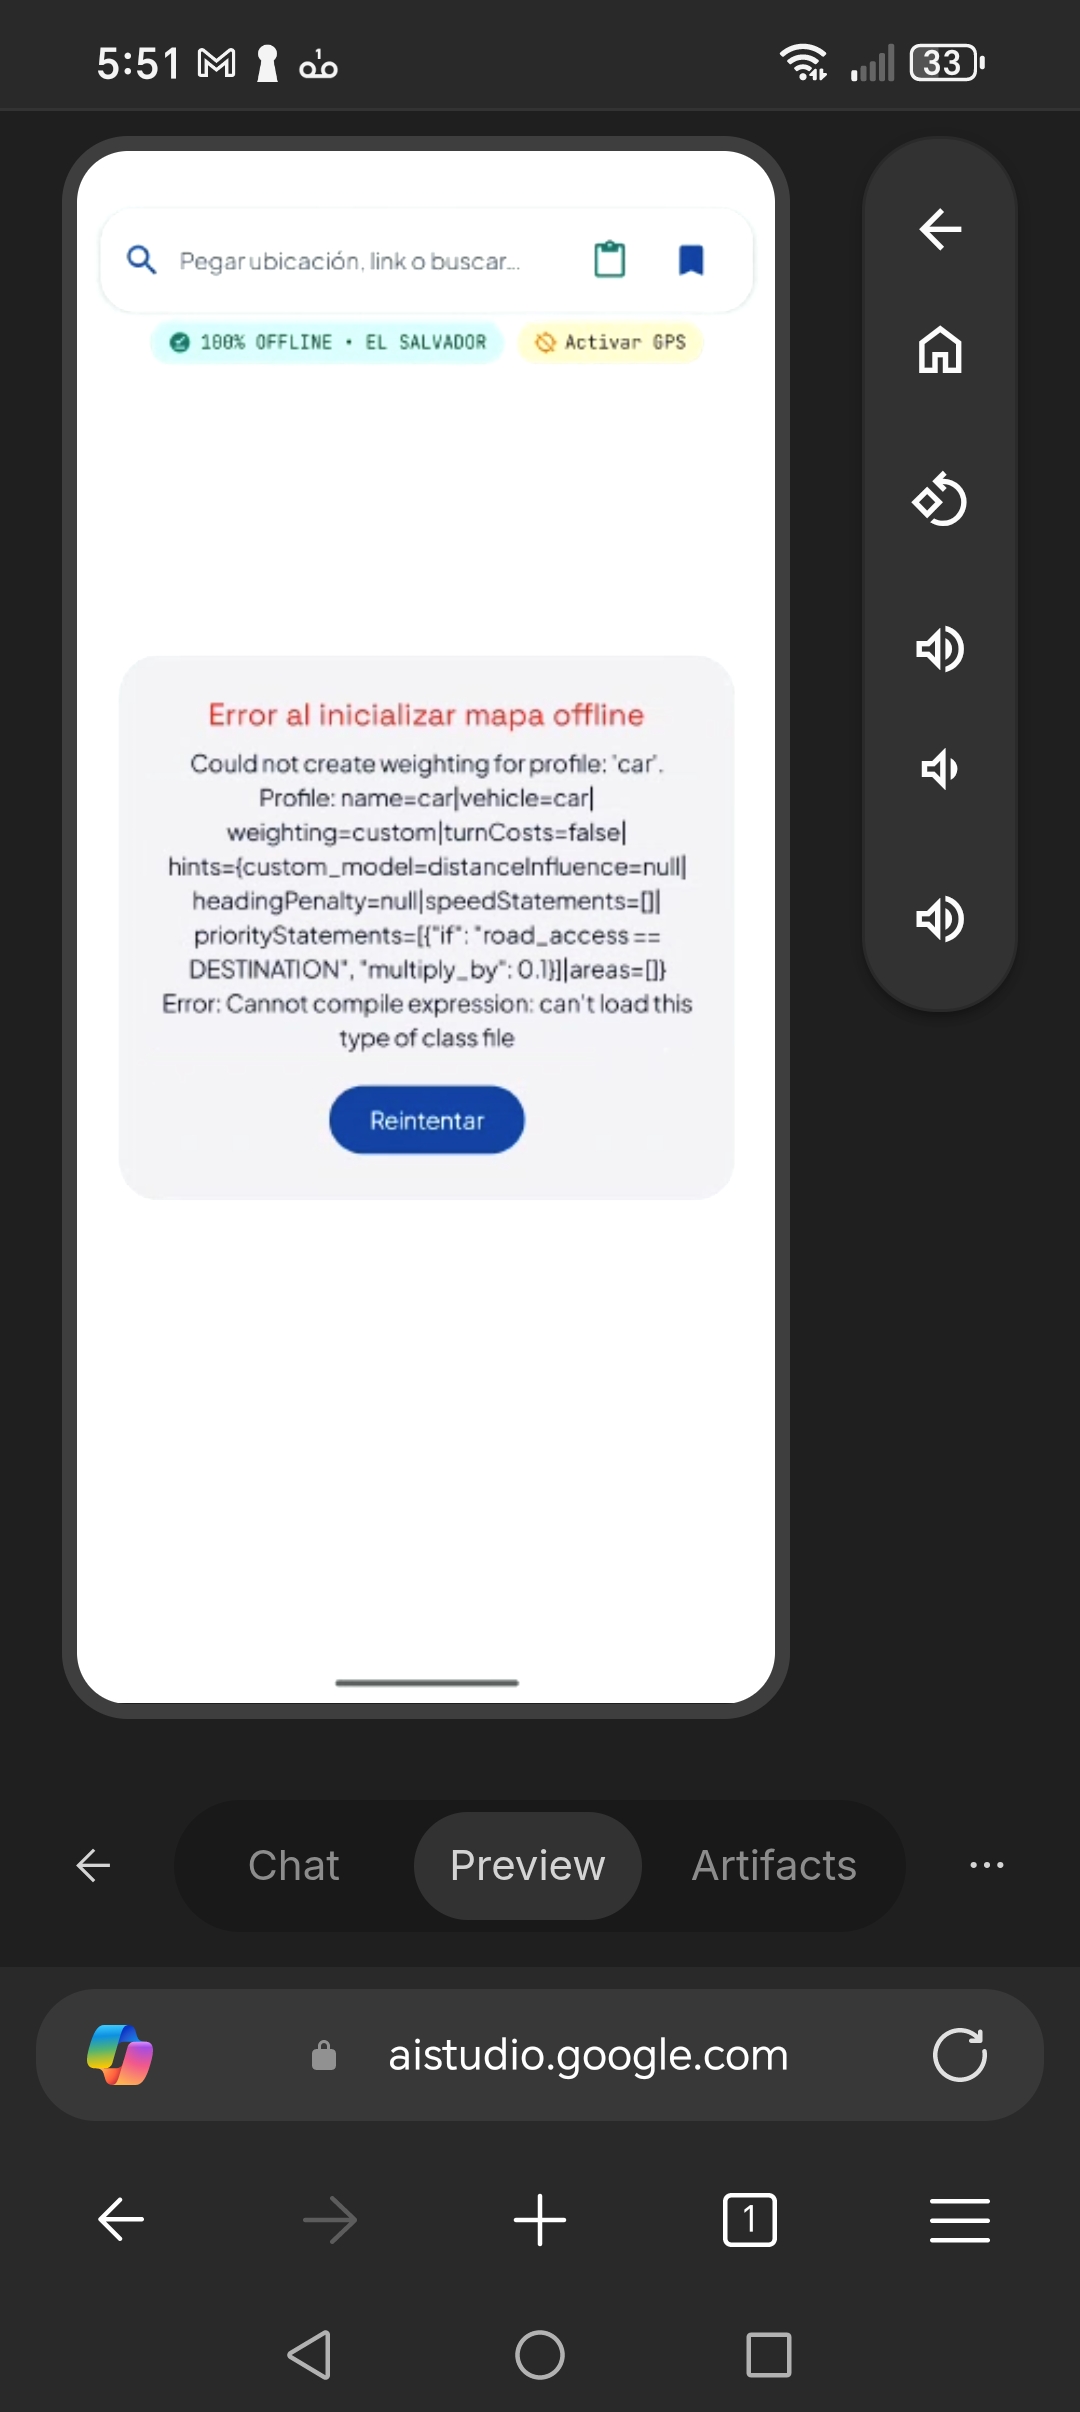 5:51
33
Pegar ubicación, link o buscar...
100% OFFLINE • EL SALVADOR
Activar GPS
Error al inicializar mapa offline
Could not create weighting for profile: 'car'.
Profile: name=car|vehicle=car|
weighting=custom|turnCosts=false|
hints={custom_model=distanceInfluence=null|
headingPenalty=null|speedStatements=[]|
priorityStatements=[{"if": "road_access ==
DESTINATION", "multiply_by": 0.1}]|areas=[]}
Error: Cannot compile expression: can't load this
type of class file
Reintentar
Chat
Preview
Artifacts
aistudio.google.com
1